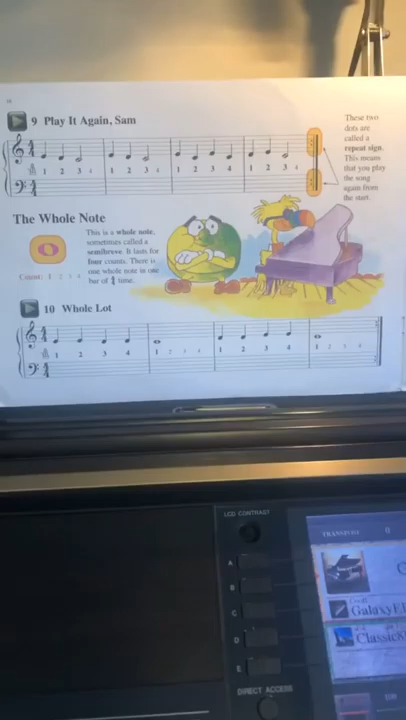 9 Play It Again, Sam
These two
dots are
called a
repeat sign.
This means
that you play
the song
again from
the start.
1 2 3 4 1 2 3 4 1 2 3 4 1 2 3 4
The Whole Note
This is a whole note,
sometimes called a
semibreve. It lasts for
four counts. There is
one whole note in one
bar of 4/4 time.
Count: 1 2 3 4
10 Whole Lot
1 2 3 4 1 2 3 4 1 2 3 4 1 2 3 4
LCD CONTRAST
A
B
C
D
E
DIRECT ACCESS
TRANSPOSE 0